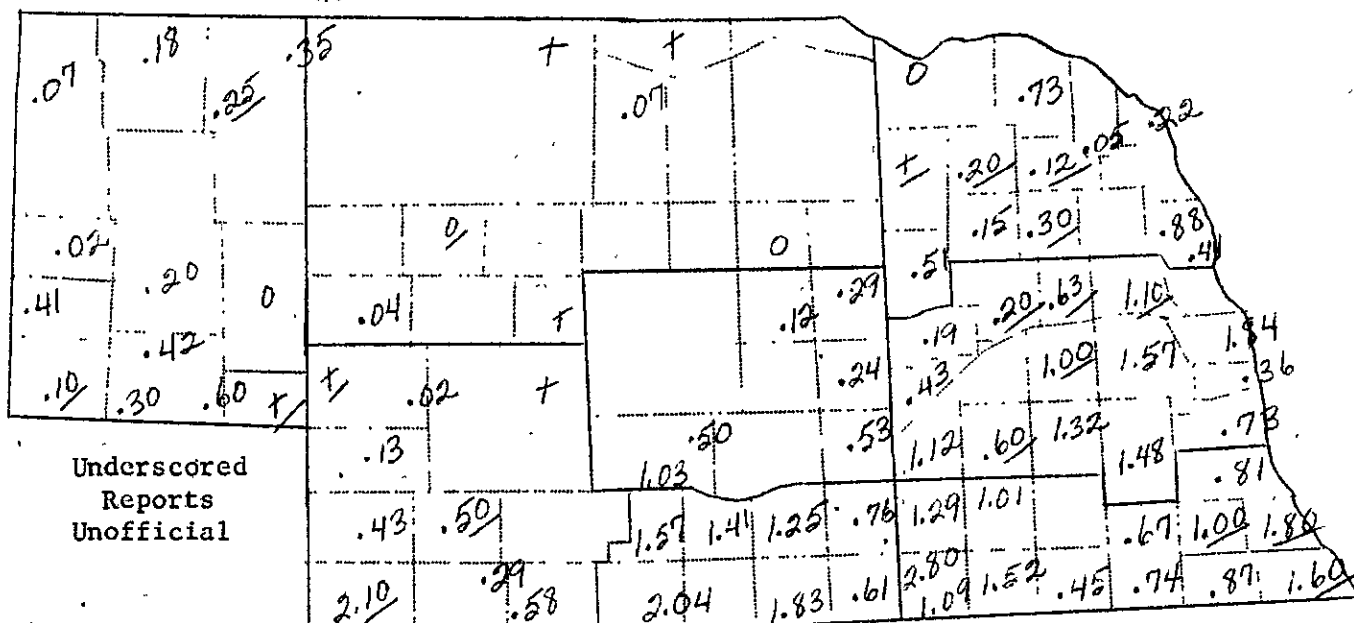 .18 .35 + +
.07 .25 .07 0 .73
+ .20 .12 .05 .22
.02 0 0 .15 .30 .88
.20 0 .29 .51
.41 .04 + .12 .20 .63 1.10
.42 .19 1.00 1.57
.10 .30 .60 + + .02 + .24 .43 .36
.13 .50 .53 1.12 .60 1.32 .73
Underscored
Reports
Unofficial
1.03 1.48 .81
.43 .50 1.57 1.41 1.25 .76 1.29 1.01 .67 1.00 1.80
2.10 .29 .58 2.04 1.83 .61 2.80 1.09 1.52 .45 .74 .87 1.60